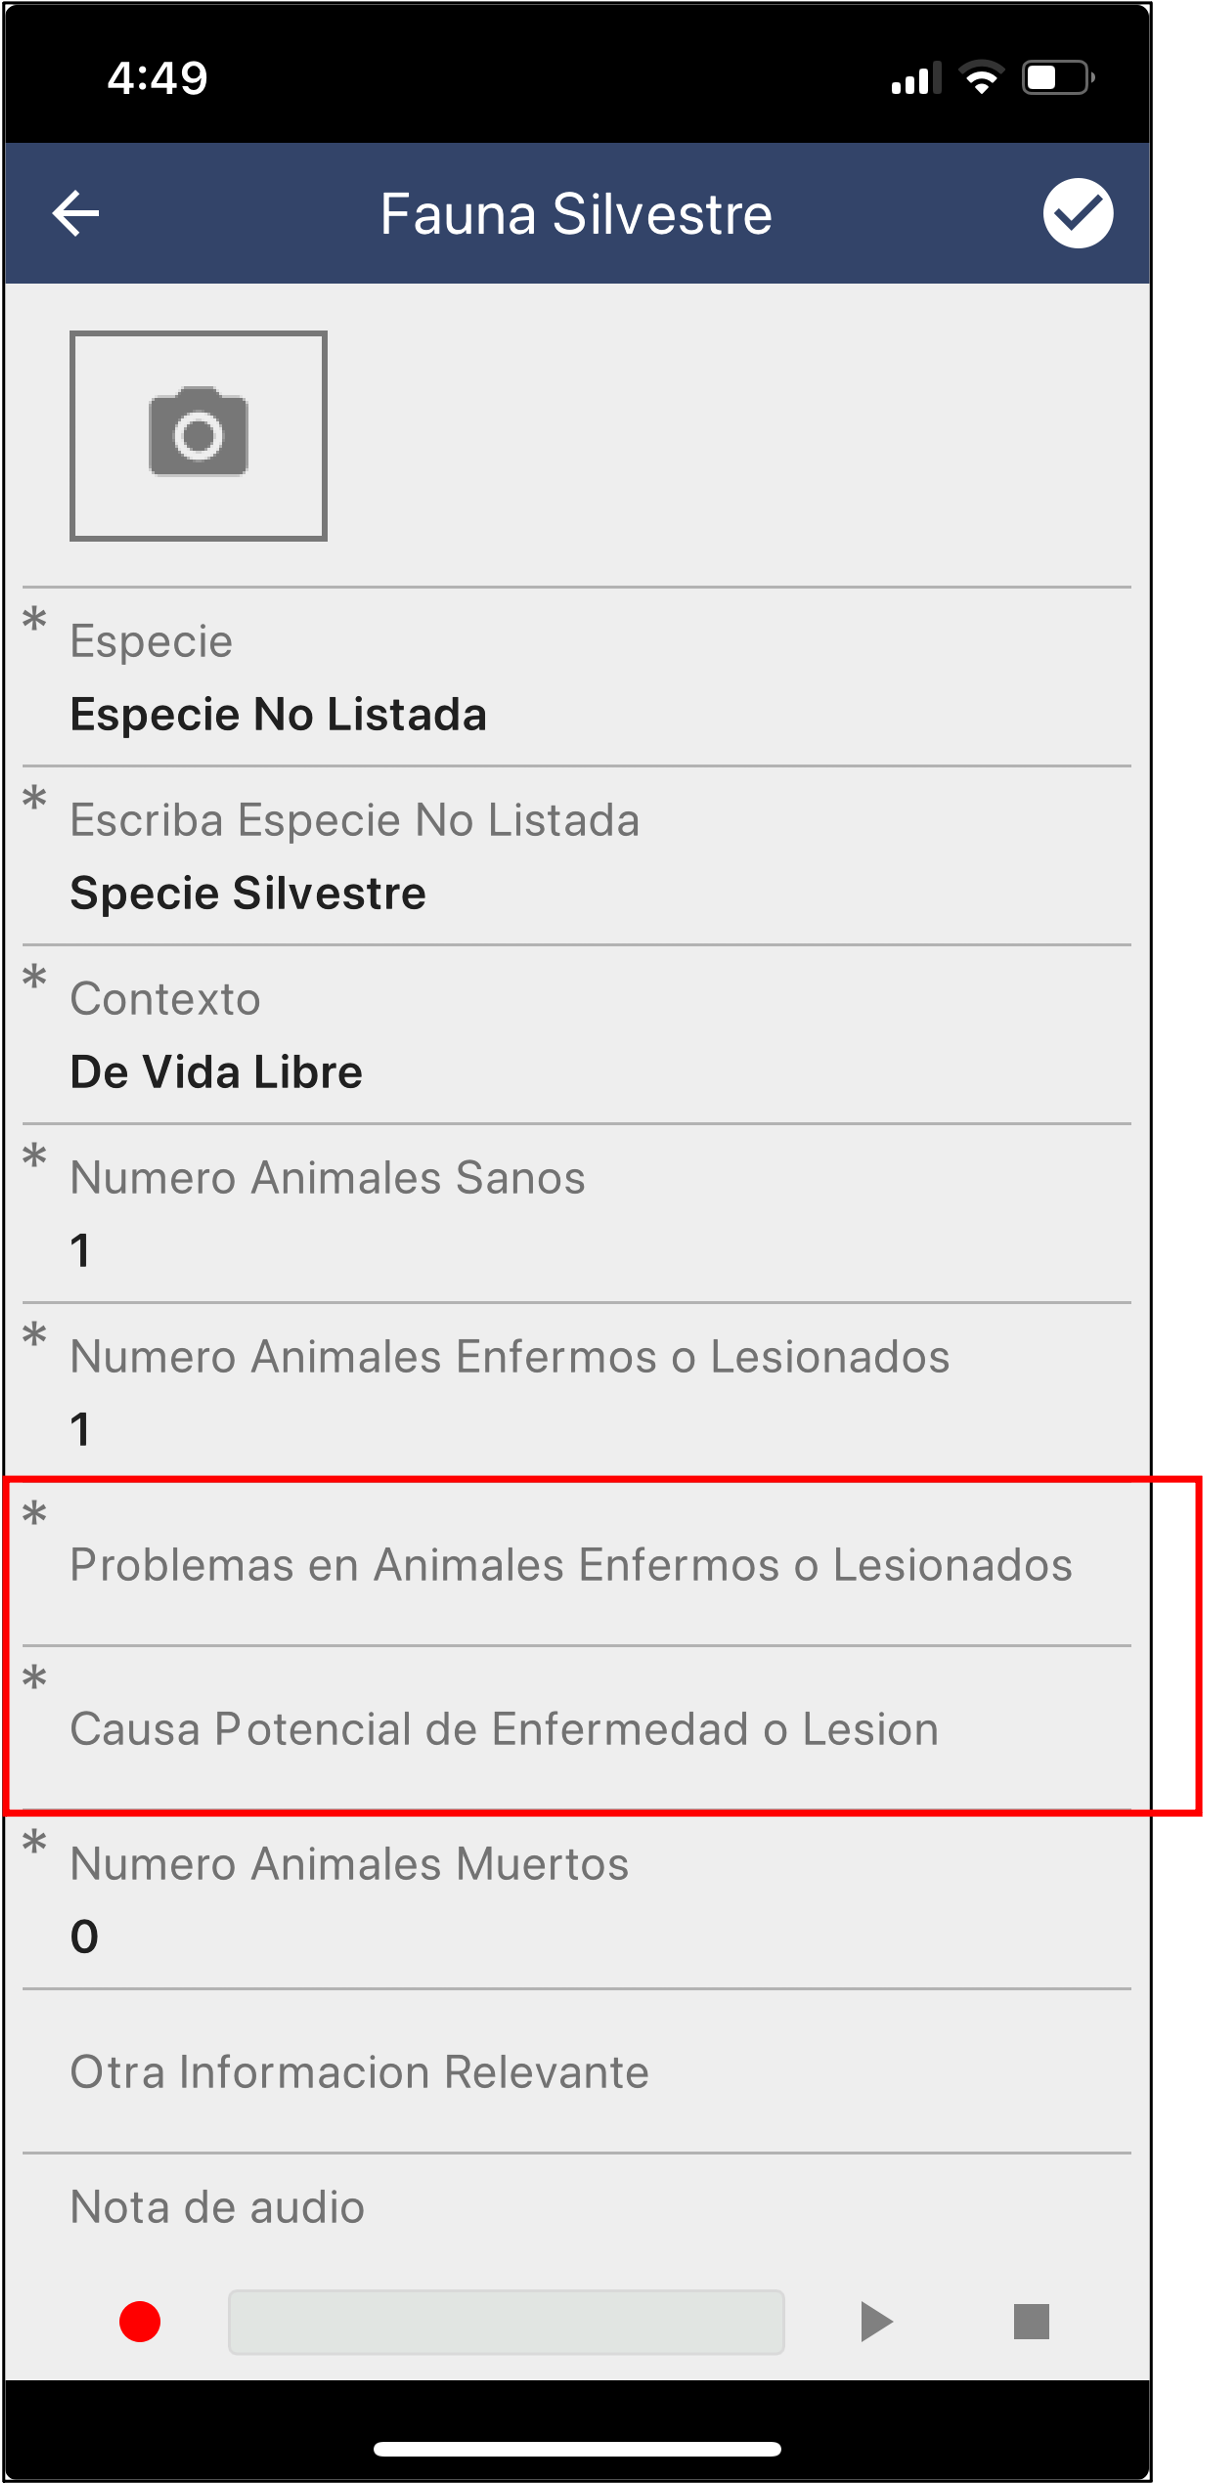 4:49
Fauna Silvestre
* Especie
Especie No Listada
* Escriba Especie No Listada
Specie Silvestre
* Contexto
De Vida Libre
* Numero Animales Sanos
1
* Numero Animales Enfermos o Lesionados
1
* Problemas en Animales Enfermos o Lesionados
* Causa Potencial de Enfermedad o Lesion
* Numero Animales Muertos
0
Otra Informacion Relevante
Nota de audio